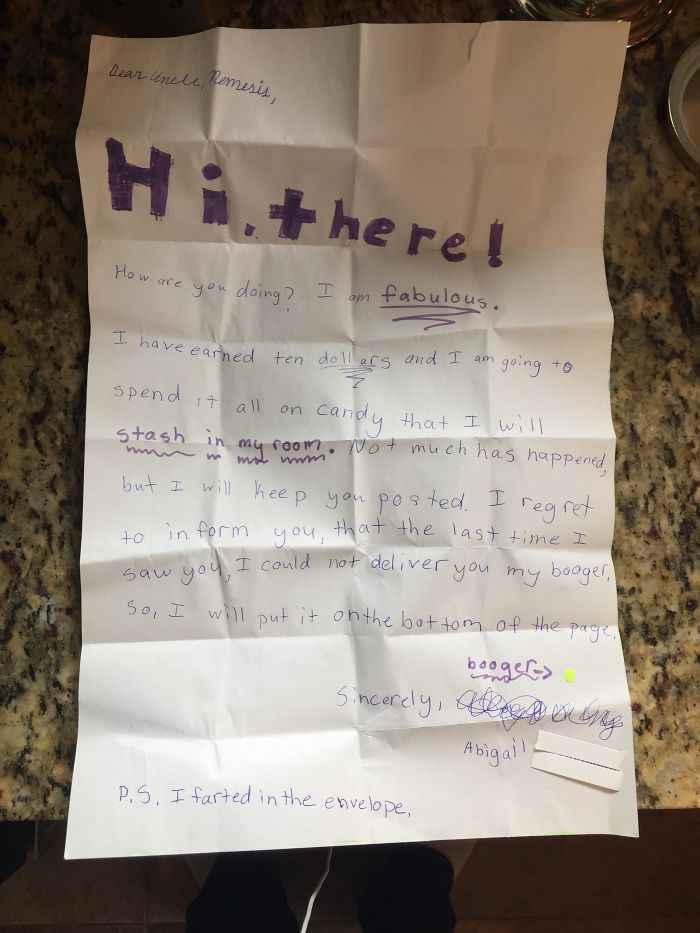 Dear Uncle, Nemesis,
Hi, there!
How are you doing? I am fabulous.
I have earned ten dollars and I am going to
spend it all on candy that I will
stash in my room. Not much has happened,
but I will keep you posted. I regret
to inform you, that the last time I
saw you, I could not deliver you my booger.
So, I will put it on the bottom of the page.
booger->
Sincerely,
Abigail
P.S. I farted in the envelope.